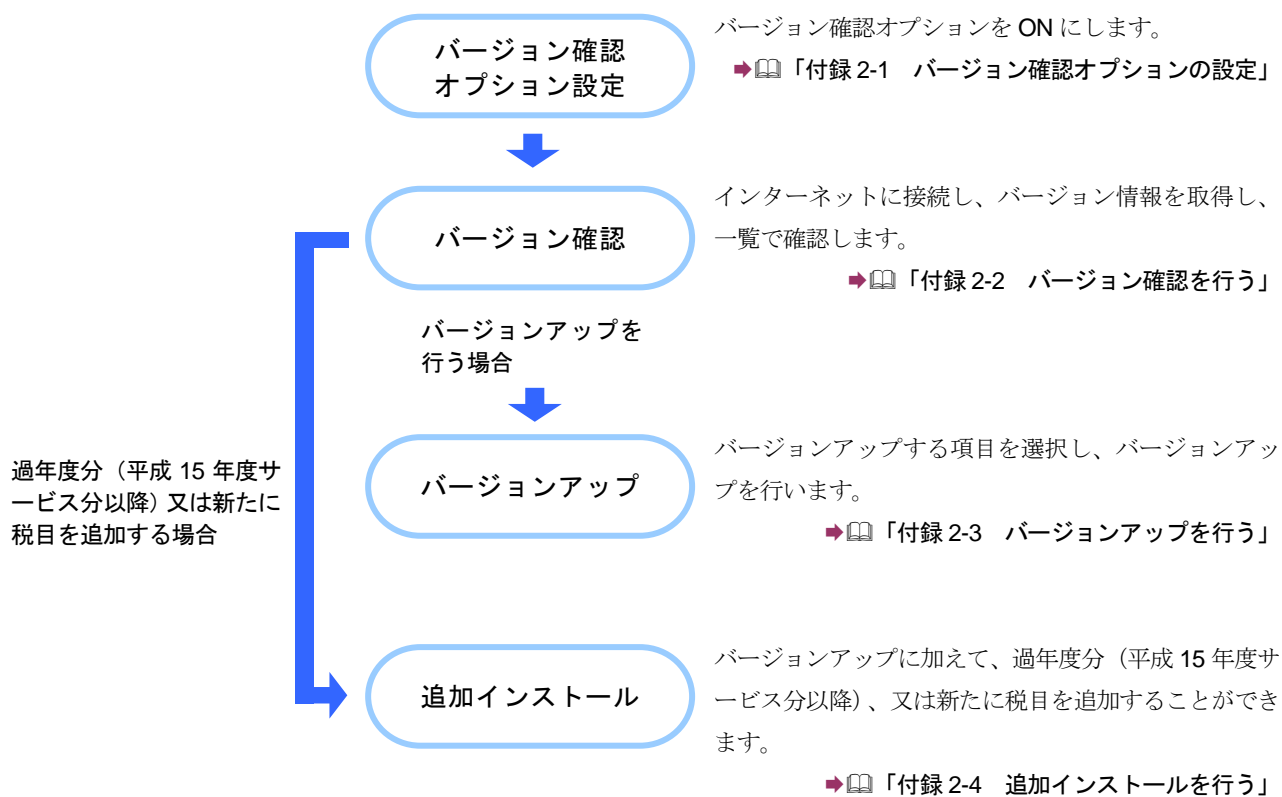 バージョン確認
オプション設定
バージョン確認オプションを ON にします。
「付録 2-1 バージョン確認オプションの設定」
バージョン確認
インターネットに接続し、バージョン情報を取得し、
一覧で確認します。
「付録 2-2 バージョン確認を行う」
バージョンアップを
行う場合
過年度分（平成 15 年度サ
ービス分以降）又は新たに
税目を追加する場合
バージョンアップ
バージョンアップする項目を選択し、バージョンアッ
プを行います。
「付録 2-3 バージョンアップを行う」
追加インストール
バージョンアップに加えて、過年度分（平成 15 年度サ
ービス分以降）、又は新たに税目を追加することができ
ます。
「付録 2-4 追加インストールを行う」